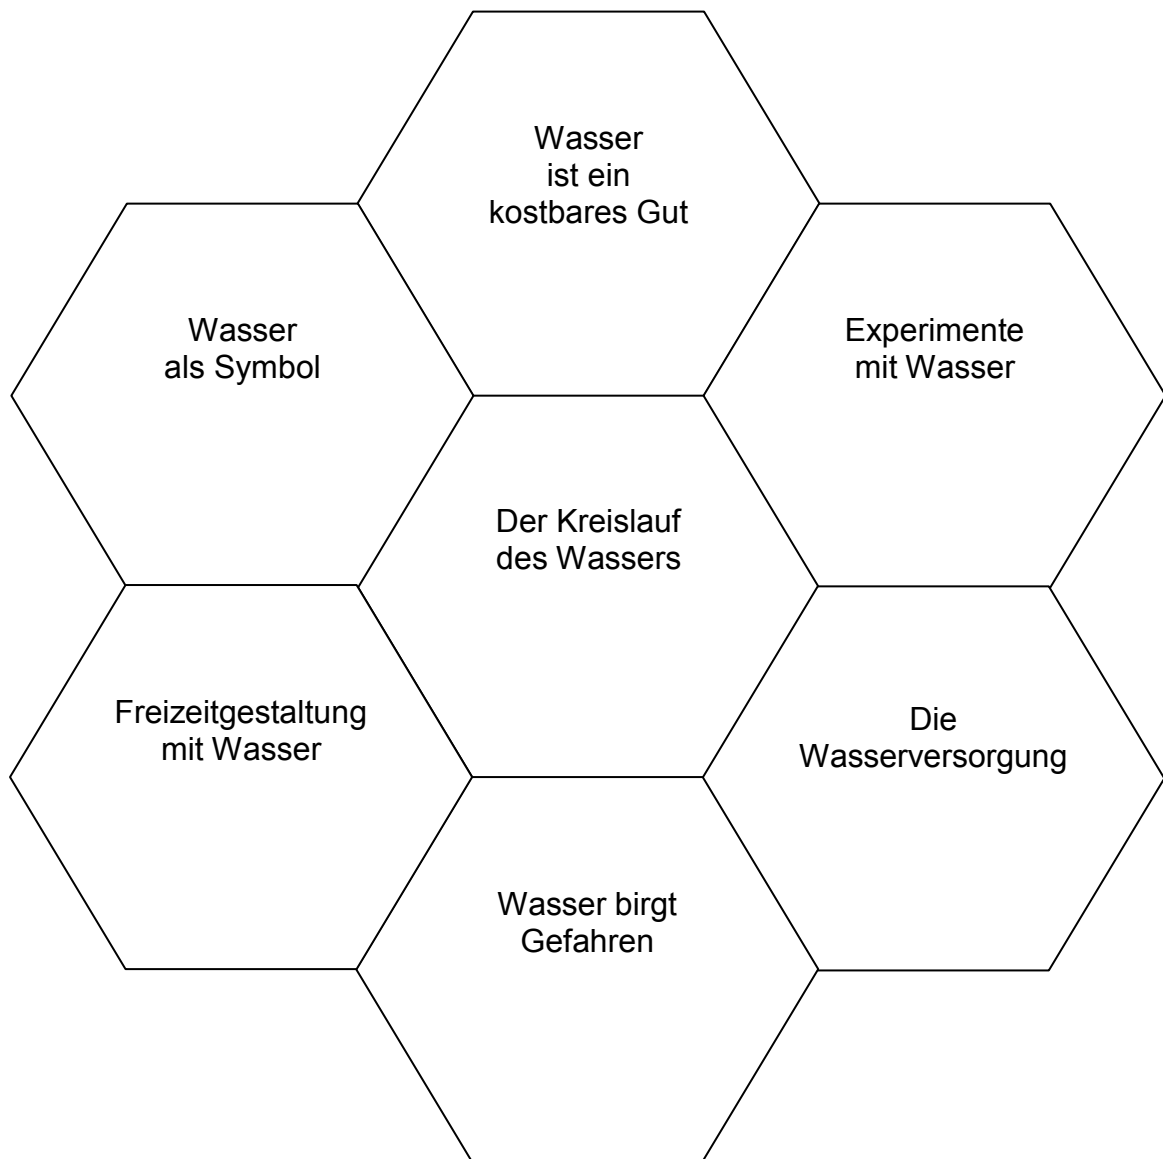 Wasser
ist ein
kostbares Gut
Wasser
als Symbol
Experimente
mit Wasser
Der Kreislauf
des Wassers
Freizeitgestaltung
mit Wasser
Die
Wasserversorgung
Wasser birgt
Gefahren